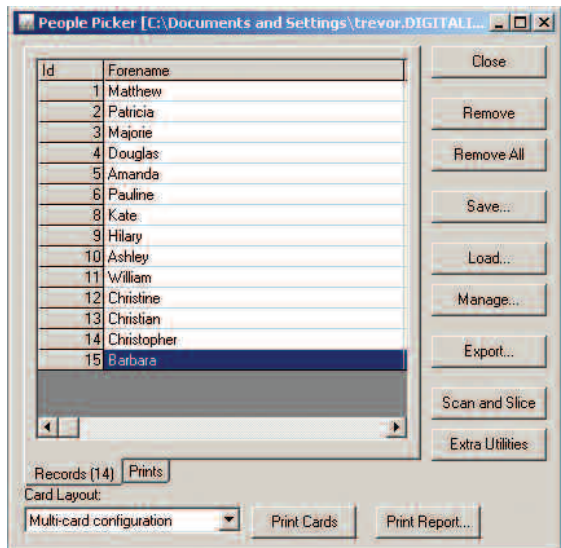 People Picker [C:\Documents and Settings\trevor.DIGITALI...
Id Forename
1 Matthew
2 Patricia
3 Majorie
4 Douglas
5 Amanda
6 Pauline
8 Kate
9 Hilary
10 Ashley
11 William
12 Christine
13 Christian
14 Christopher
15 Barbara
Close
Remove
Remove All
Save...
Load...
Manage...
Export...
Scan and Slice
Extra Utilities
Records (14) Prints
Card Layout:
Multi-card configuration Print Cards Print Report...